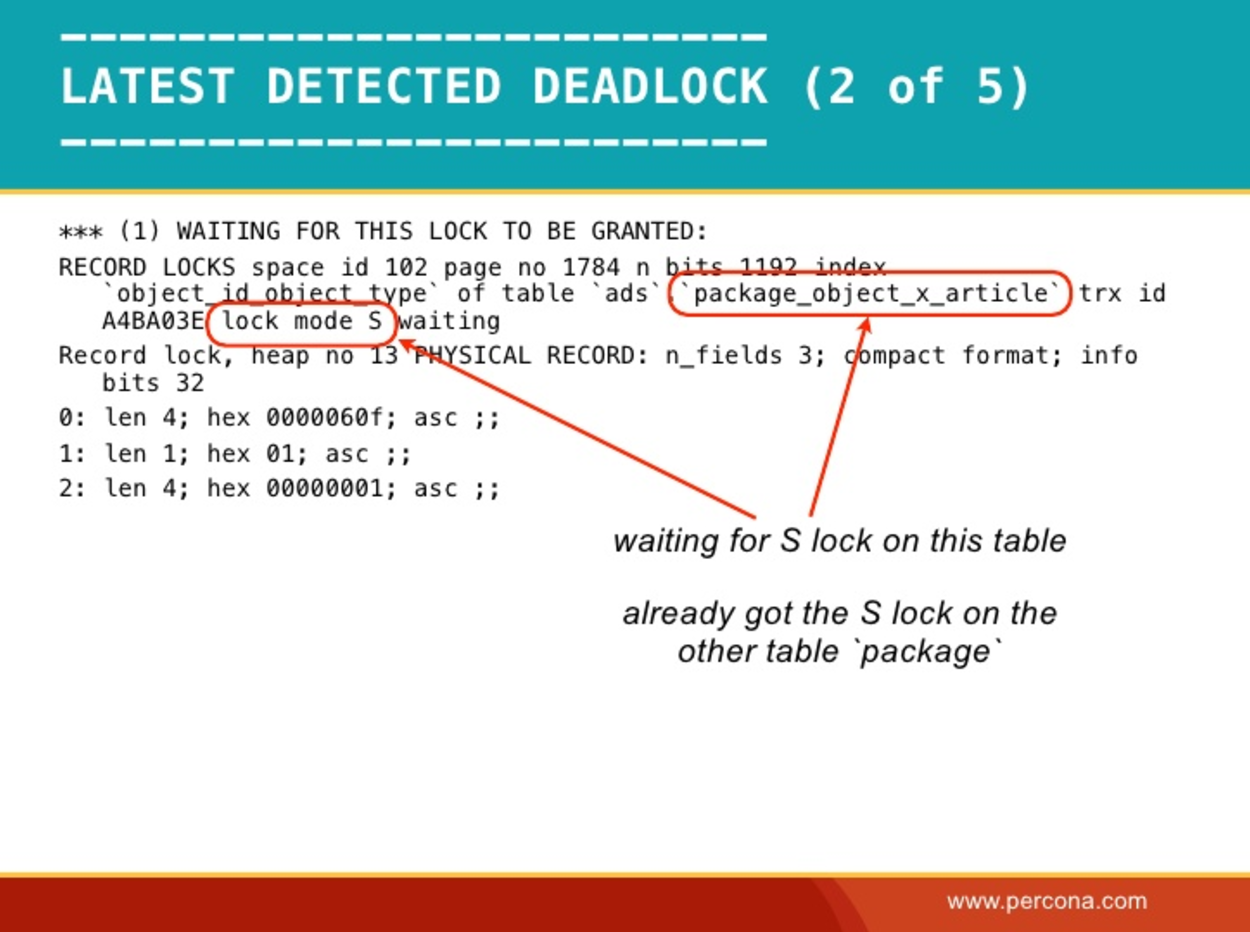 ------------------------
LATEST DETECTED DEADLOCK (2 of 5)
------------------------
*** (1) WAITING FOR THIS LOCK TO BE GRANTED:
RECORD LOCKS space id 102 page no 1784 n bits 1192 index
`object_id_object_type` of table `ads`.`package_object_x_article` trx id
A4BA03E lock mode S waiting
Record lock, heap no 13 PHYSICAL RECORD: n_fields 3; compact format; info
bits 32
0: len 4; hex 0000060f; asc ;;
1: len 1; hex 01; asc ;;
2: len 4; hex 00000001; asc ;;
waiting for S lock on this table
already got the S lock on the
other table `package`
www.percona.com